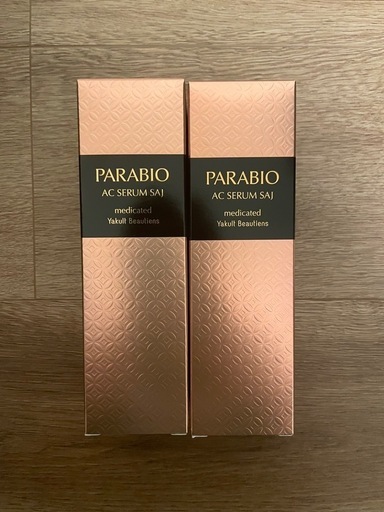 PARABIO
AC SERUM SAJ
medicated
Yakult Beautiens
PARABIO
AC SERUM SAJ
medicated
Yakult Beautiens